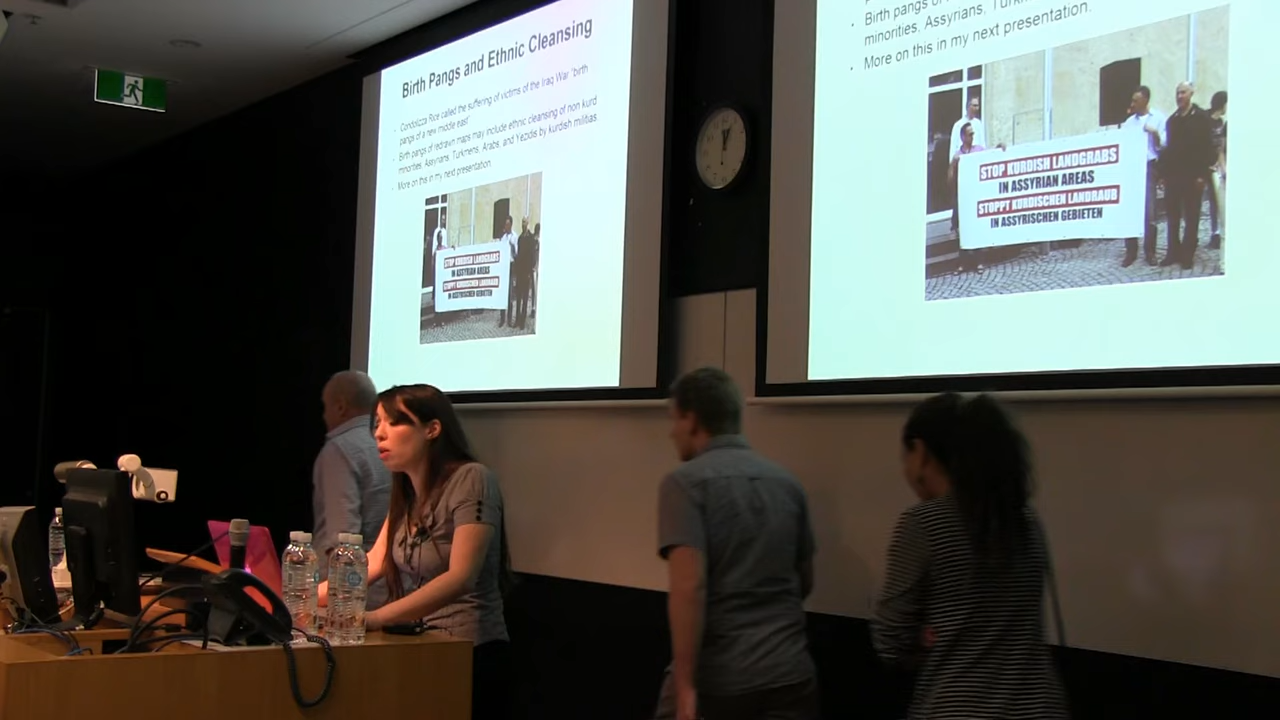 Birth Pangs and Ethnic Cleansing
Condolizza Rice called the suffering of victims of the Iraq War "birth
pangs of a new middle east"
Birth pangs of redrawn maps may include ethnic cleansing of non kurd
minorities, Assyrians, Turkmens, Arabs, and Yezidis by kurdish militias.
More on this in my next presentation.
STOP KURDISH LANDGRABS
IN ASSYRIAN AREAS
STOPPT KURDISCHEN LANDRAUB
IN ASSYRISCHEN GEBIETEN
Birth pangs of
minorities, Assyrians,
More on this in my next presentation.
STOP KURDISH LANDGRABS
IN ASSYRIAN AREAS
STOPPT KURDISCHEN LANDRAUB
IN ASSYRISCHEN GEBIETEN